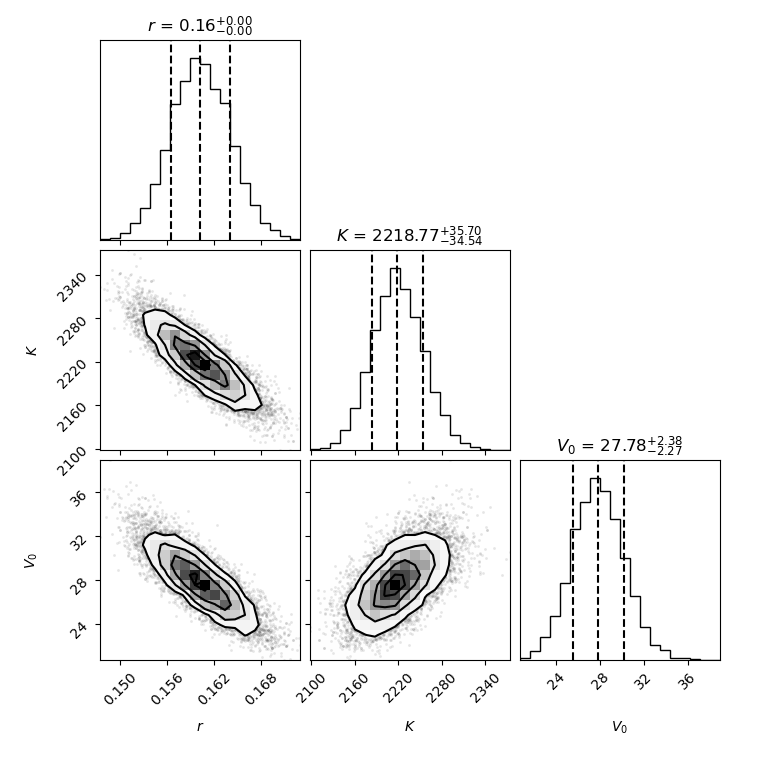 r = 0.16+0.00−0.00
K = 2218.77+35.70−34.54
2340
2280
2220
2160
2100
K
V0 = 27.78+2.38−2.27
36
32
28
24
V0
0.150 0.156 0.162 0.168
2100 2160 2220 2280 2340
24 28 32 36
r K V0